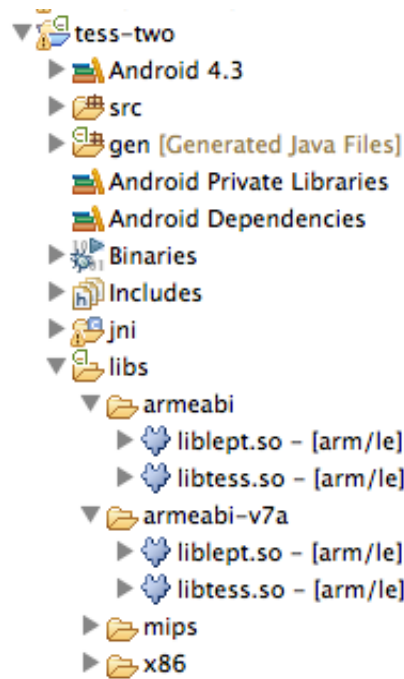 tess-two
Android 4.3
src
gen [Generated Java Files]
Android Private Libraries
Android Dependencies
Binaries
Includes
jni
libs
armeabi
liblept.so - [arm/le]
libtess.so - [arm/le]
armeabi-v7a
liblept.so - [arm/le]
libtess.so - [arm/le]
mips
x86